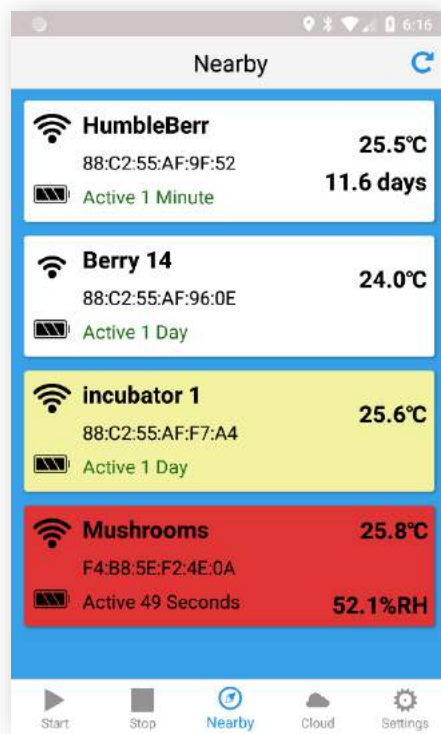 6:16
Nearby
HumbleBerr
25.5°C
88:C2:55:AF:9F:52
11.6 days
Active 1 Minute
Berry 14
24.0°C
88:C2:55:AF:96:0E
Active 1 Day
incubator 1
25.6°C
88:C2:55:AF:F7:A4
Active 1 Day
Mushrooms
25.8°C
F4:B8:5E:F2:4E:0A
Active 49 Seconds
52.1%RH
Start Stop Nearby Cloud Settings